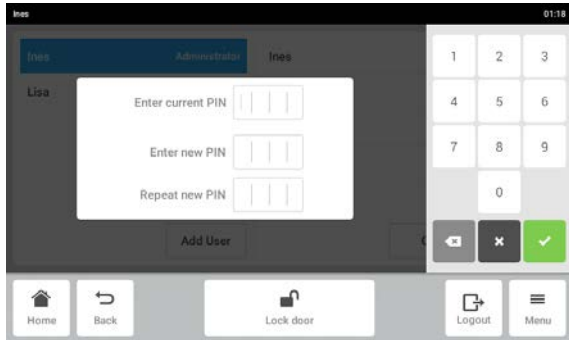 Ines 01:18
Ines Administrator Ines
Lisa
Enter current PIN
Enter new PIN
Repeat new PIN
1 2 3
4 5 6
7 8 9
0
Add User
Home Back Lock door Logout Menu